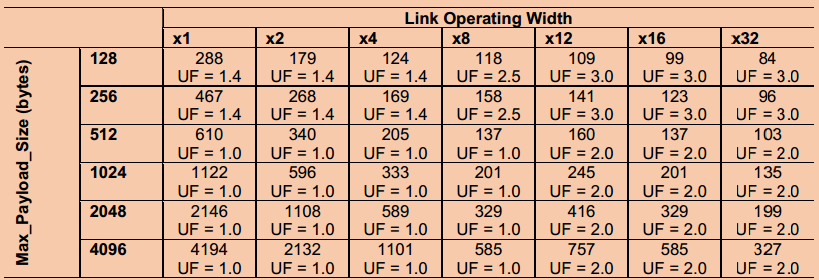 Link Operating Width
x1 x2 x4 x8 x12 x16 x32
Max_Payload_Size (bytes)
128 288 179 124 118 109 99 84
UF = 1.4 UF = 1.4 UF = 1.4 UF = 2.5 UF = 3.0 UF = 3.0 UF = 3.0
256 467 268 169 158 141 123 96
UF = 1.4 UF = 1.4 UF = 1.4 UF = 2.5 UF = 3.0 UF = 3.0 UF = 3.0
512 610 340 205 137 160 137 103
UF = 1.0 UF = 1.0 UF = 1.0 UF = 1.0 UF = 2.0 UF = 2.0 UF = 2.0
1024 1122 596 333 201 245 201 135
UF = 1.0 UF = 1.0 UF = 1.0 UF = 1.0 UF = 2.0 UF = 2.0 UF = 2.0
2048 2146 1108 589 329 416 329 199
UF = 1.0 UF = 1.0 UF = 1.0 UF = 1.0 UF = 2.0 UF = 2.0 UF = 2.0
4096 4194 2132 1101 585 757 585 327
UF = 1.0 UF = 1.0 UF = 1.0 UF = 1.0 UF = 2.0 UF = 2.0 UF = 2.0